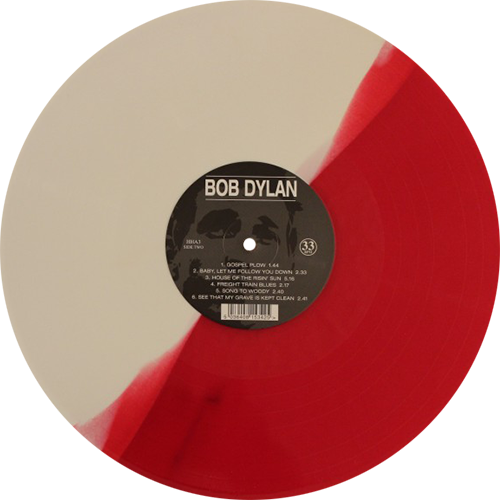 BOB DYLAN
SIDE TWO
33
1. GOSPEL PLOW 1.44
2. BABY, LET ME FOLLOW YOU DOWN 2.33
3. HOUSE OF THE RISIN' SUN 5.16
4. FREIGHT TRAIN BLUES 2.17
5. SONG TO WOODY 2.40
6. SEE THAT MY GRAVE IS KEPT CLEAN 2.41